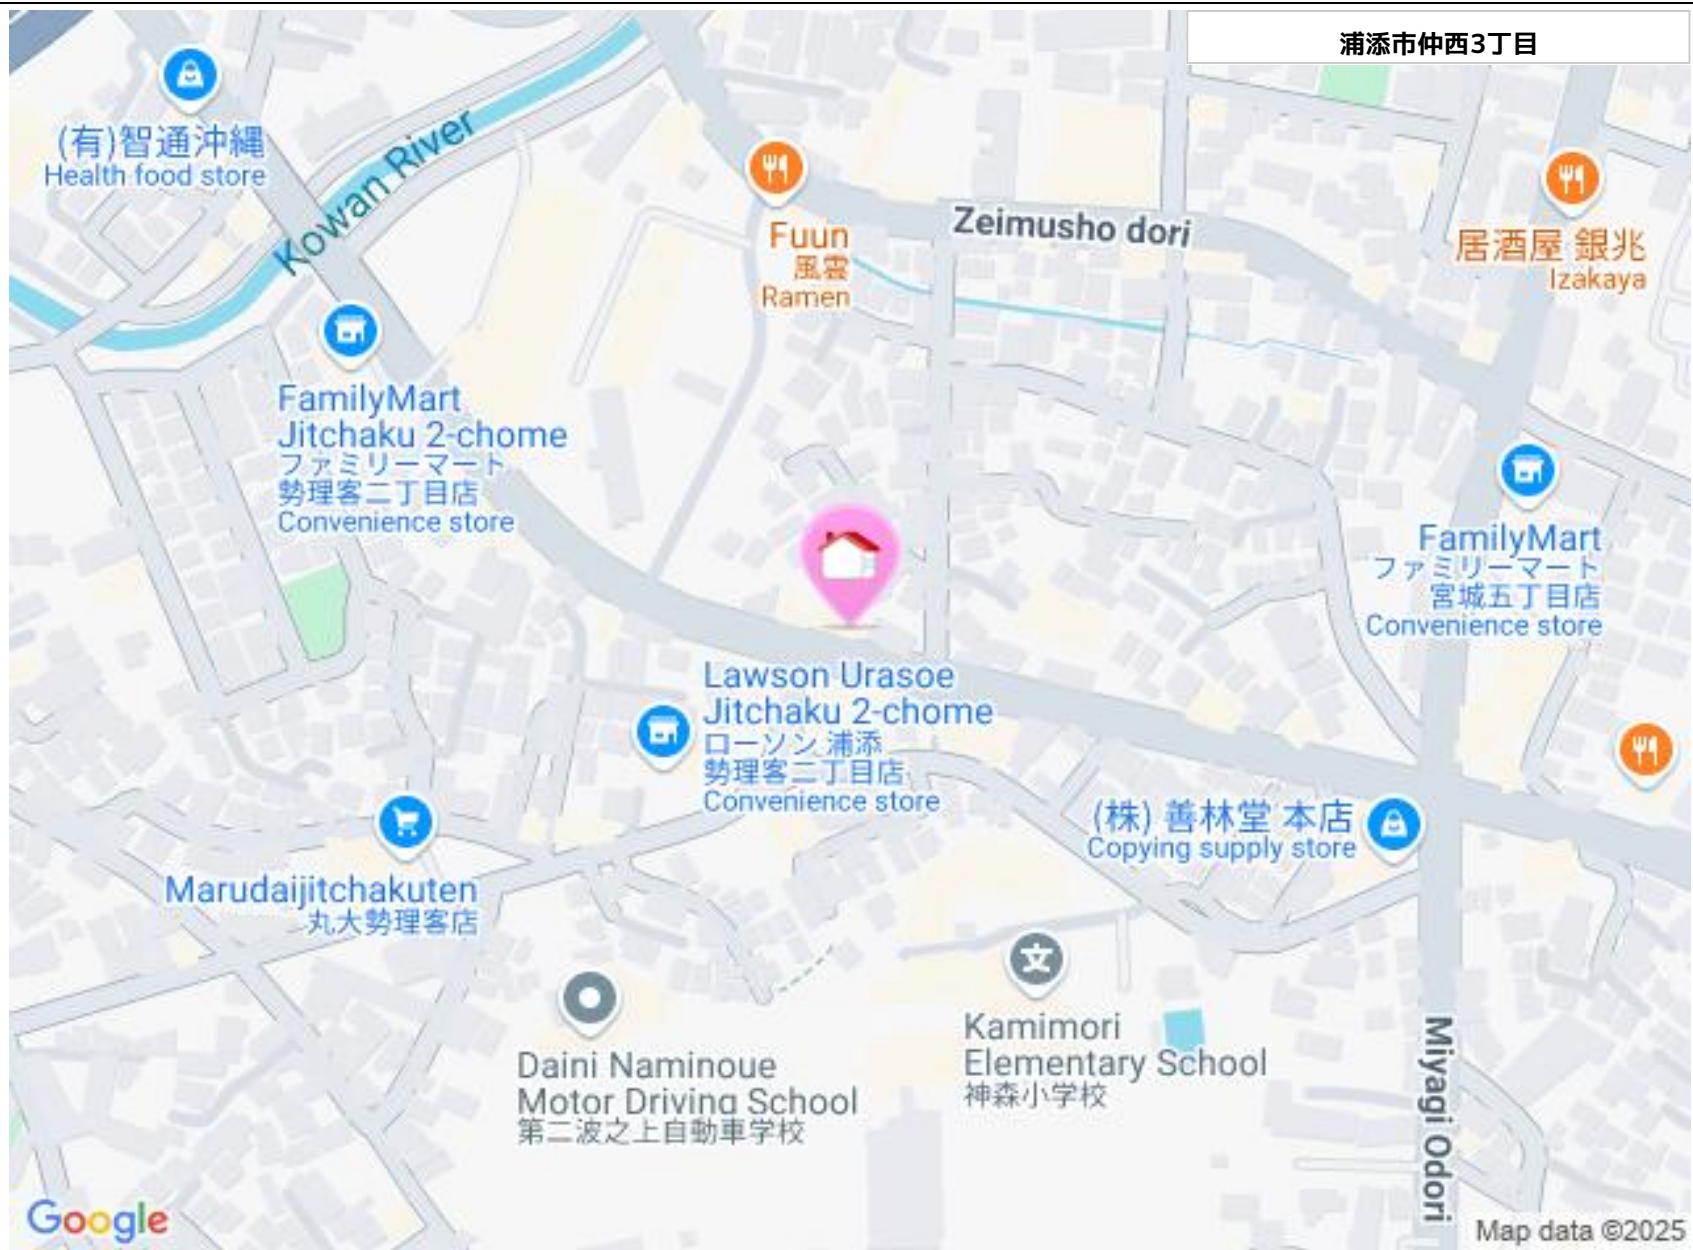 浦添市仲西3丁目
(有)智通沖縄
Health food store
Kowan River
Fuun
風雲
Ramen
Zeimusho dori
居酒屋 銀兆
Izakaya
FamilyMart
Jitchaku 2-chome
ファミリーマート
勢理客二丁目店
Convenience store
FamilyMart
ファミリーマート
宮城五丁目店
Convenience store
Lawson Urasoe
Jitchaku 2-chome
ローソン 浦添
勢理客二丁目店
Convenience store
(株) 善林堂 本店
Copying supply store
Marudaijitchakuten
丸大勢理客店
Daini Naminoue
Motor Driving School
第二波之上自動車学校
文
Kamimori
Elementary School
神森小学校
Miyagi Odori
Google
Map data ©2025